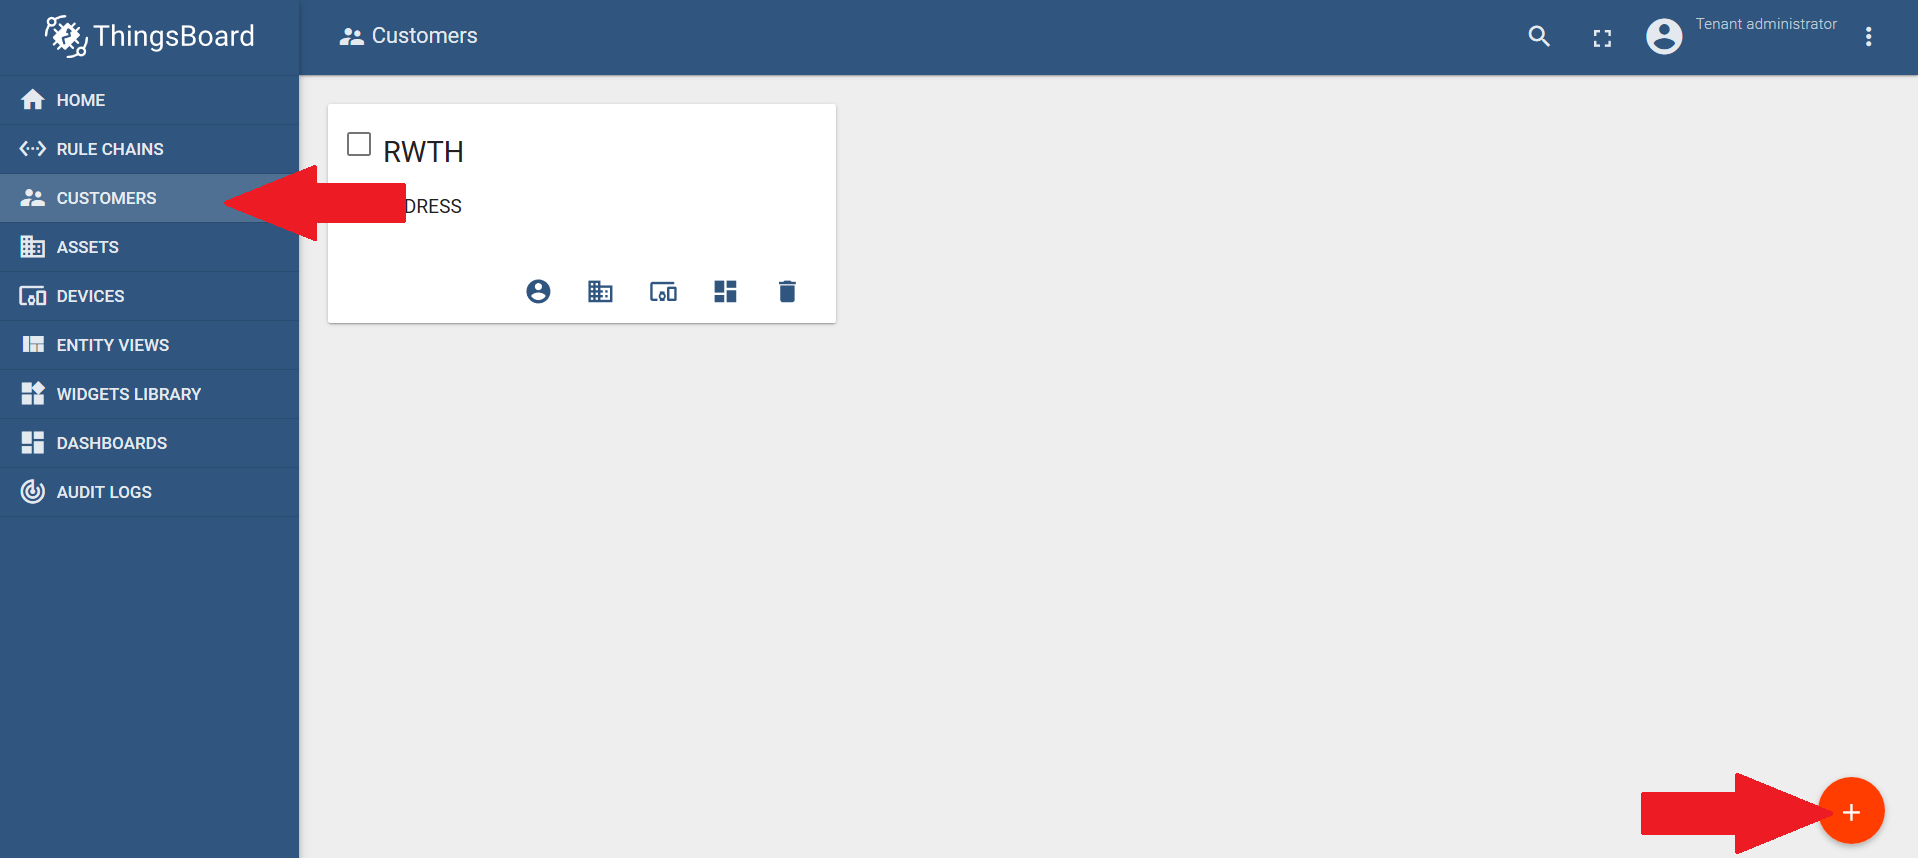 ThingsBoard
Customers
Tenant administrator
HOME
RULE CHAINS
CUSTOMERS
ASSETS
DEVICES
ENTITY VIEWS
WIDGETS LIBRARY
DASHBOARDS
AUDIT LOGS
RWTH
DRESS